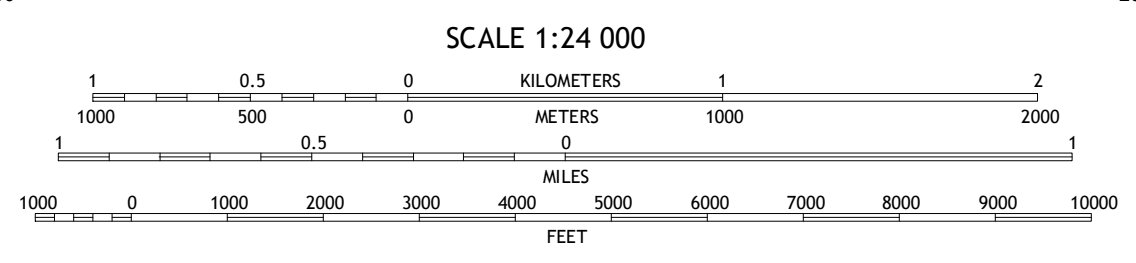 SCALE 1:24 000
1 0.5 0 KILOMETERS 1 2
1000 500 0 METERS 1000 2000
1 0.5 0 1
MILES
1000 0 1000 2000 3000 4000 5000 6000 7000 8000 9000 10000
FEET